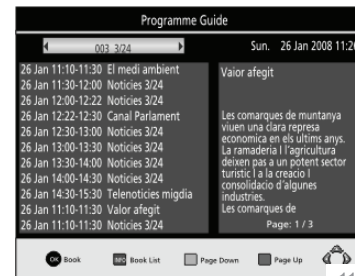 Programme Guide
003 3/24
Sun. 26 Jan 2008 11:20
26 Jan 11:10-11:30 El medi ambient
26 Jan 11:30-12:00 Noticies 3/24
26 Jan 12:00-12:22 Noticies 3/24
26 Jan 12:22-12:30 Canal Parlament
26 Jan 12:30-13:00 Noticies 3/24
26 Jan 13:00-13:30 Noticies 3/24
26 Jan 13:30-14:00 Noticies 3/24
26 Jan 14:00-14:30 Noticies 3/24
26 Jan 14:30-15:30 Telenoticies migdia
26 Jan 11:10-11:30 Valor afegit
26 Jan 11:10-11:30 Noticies 3/24
Vaior afegit
Les comarques de muntanya
viuen una clara represa
economica en els ultims anys.
La ramaderia I l'agricultura
deixen pas a un potent sector
turistic l a la creacio l
consolidacio d'algunes
industries.
Les comarques de
Page: 1 / 3
OK Book
INFO Book List
Page Down
Page Up